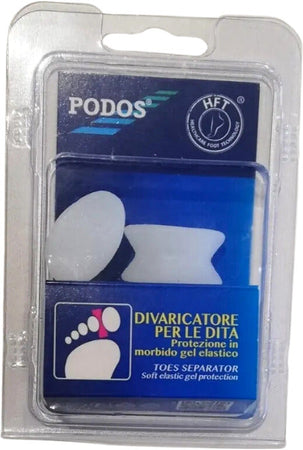 PODOS®
HFT®
HEALTHCARE FOOT TECHNOLOGY
DIVARICATORE
PER LE DITA
Protezione in
morbido gel elastico
TOES SEPARATOR
Soft elastic gel protection